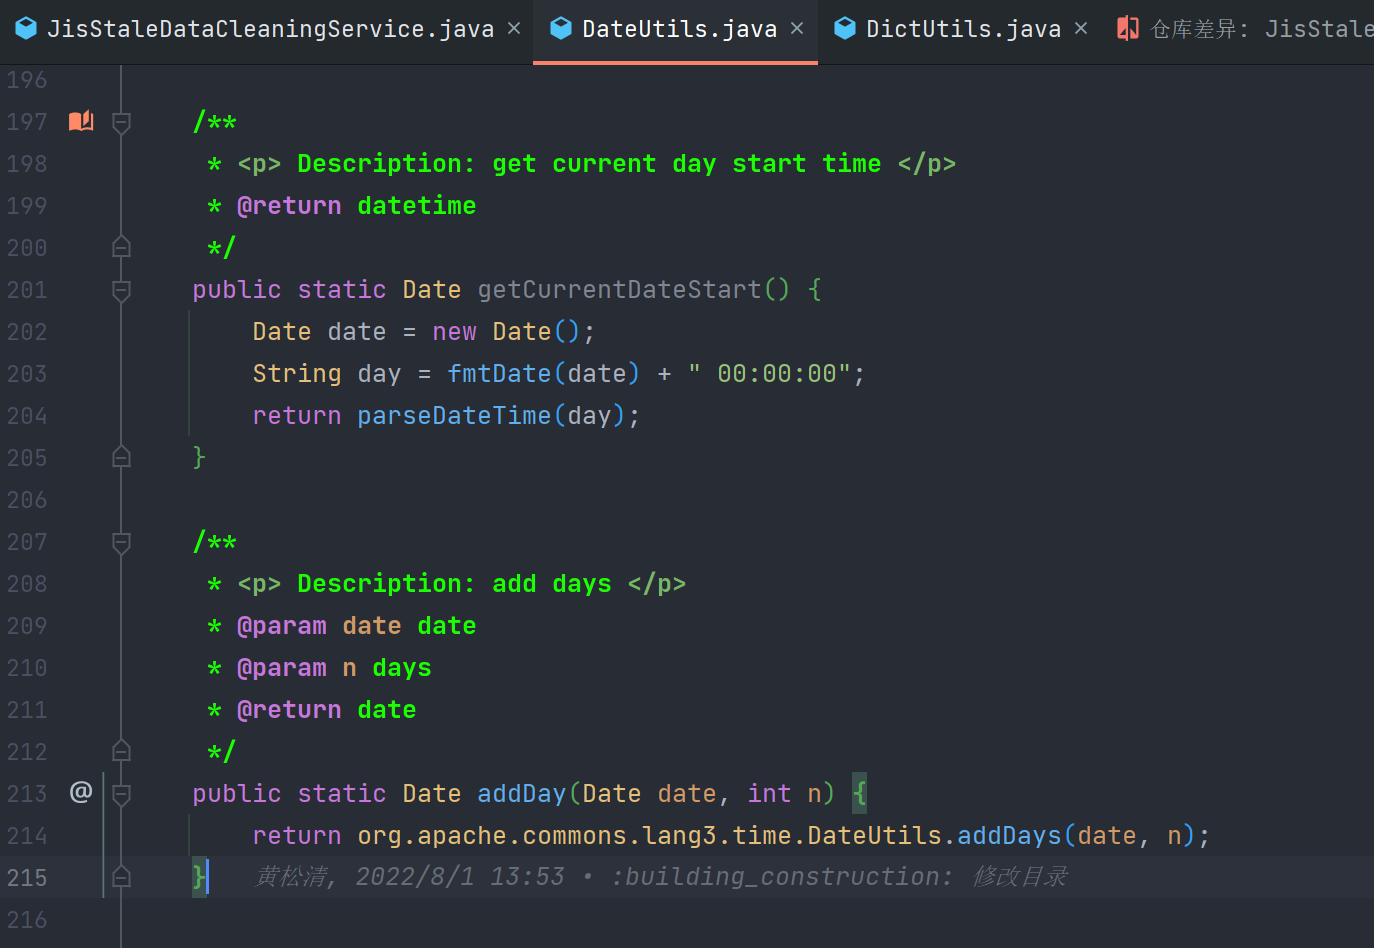 JisStaleDataCleaningService.java × DateUtils.java × DictUtils.java × 仓库差异: JisStale
196
197 /**
198 * <p> Description: get current day start time </p>
199 * @return datetime
200 */
201 public static Date getCurrentDateStart() {
202 Date date = new Date();
203 String day = fmtDate(date) + " 00:00:00";
204 return parseDateTime(day);
205 }
206
207 /**
208 * <p> Description: add days </p>
209 * @param date date
210 * @param n days
211 * @return date
212 */
213 @ public static Date addDay(Date date, int n) {
214 return org.apache.commons.lang3.time.DateUtils.addDays(date, n);
215 } 黄松清, 2022/8/1 13:53 • :building_construction: 修改目录
216